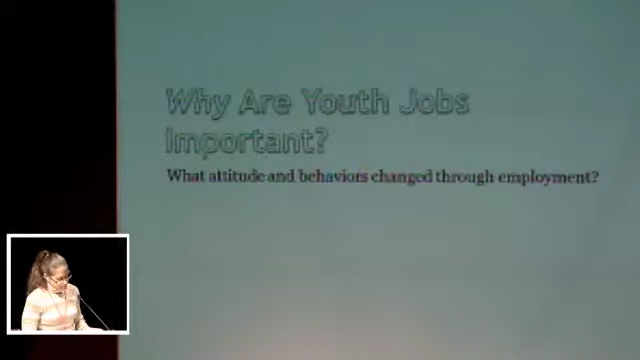 Why Are Youth Jobs
Important?
What attitude and behaviors changed through employment?